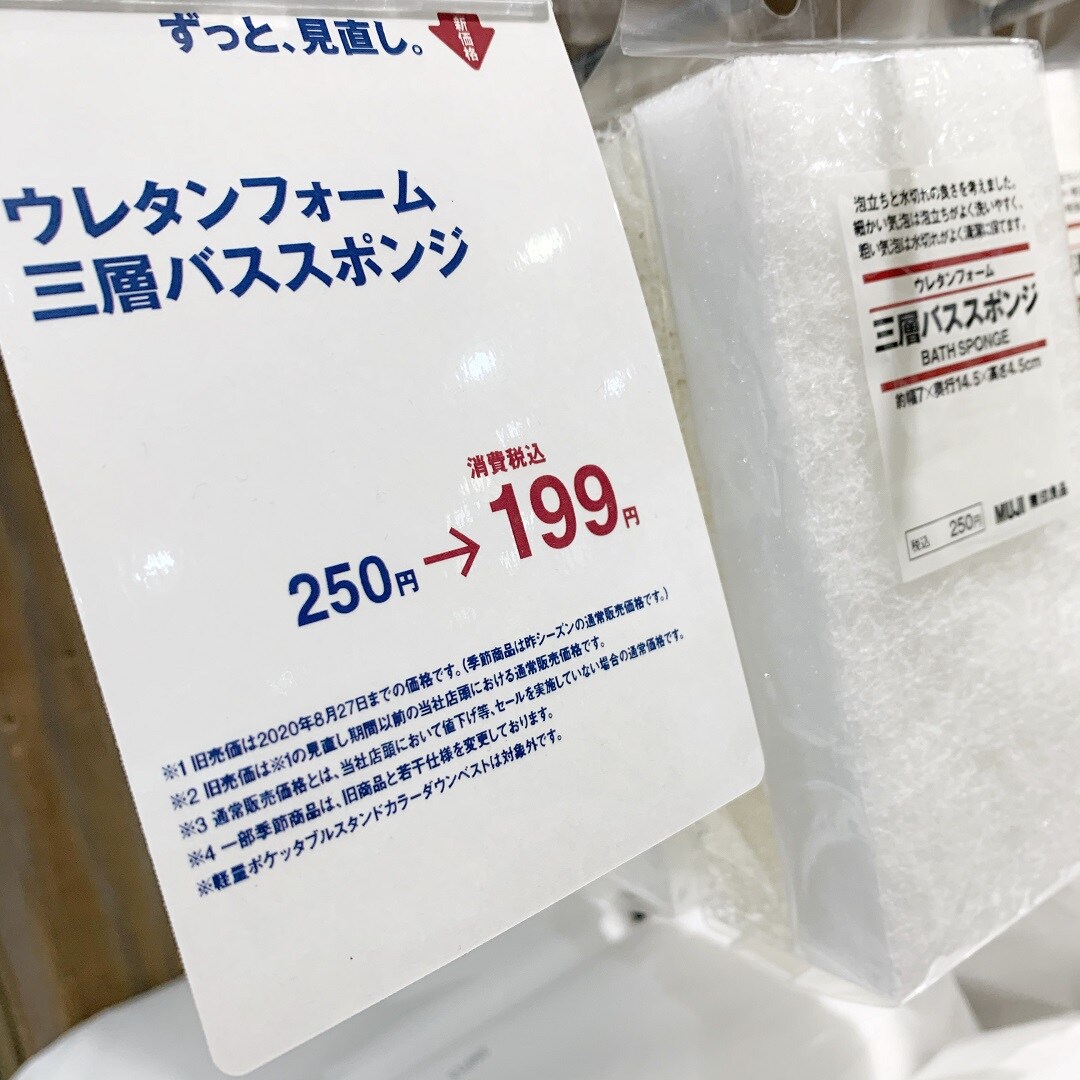 ずっと、見直し。
新価格
ウレタンフォーム
三層バススポンジ
消費税込
250円→199円
※1 旧売価は2020年8月27日までの価格です。(季節商品は昨シーズンの通常販売価格です。)
※2 旧売価は※1の見直し期間以前の当社店頭における通常販売価格です。
※3 通常販売価格とは、当社店頭において値下げ等、セールを実施していない場合の通常価格です。
※4 一部季節商品は、旧商品と若干仕様を変更しております。
※軽量ポケッタブルスタンドカラーダウンベストは対象外です。
泡立ちと水切れの良さを考えました。
細かい気泡は泡立ちがよく洗いやすく、
粗い気泡は水切れがよく清潔に保てます。
ウレタンフォーム
三層バススポンジ
BATH SPONGE
約幅7×奥行14.5×高さ4.5cm
税込 250円
MUJI 無印良品